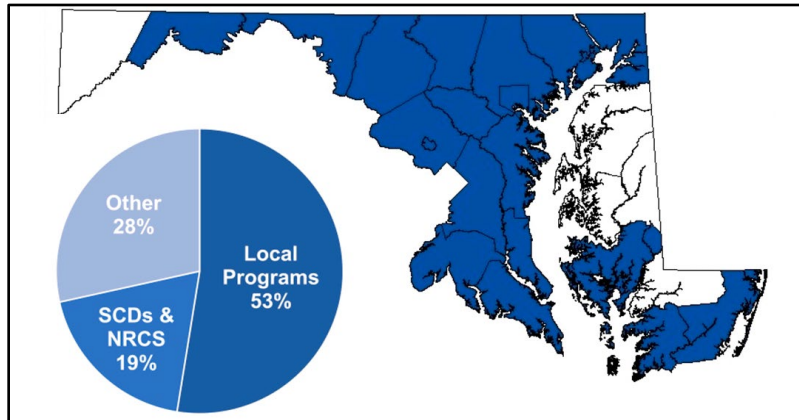 Other
28%
Local
Programs
53%
SCDs &
NRCS
19%